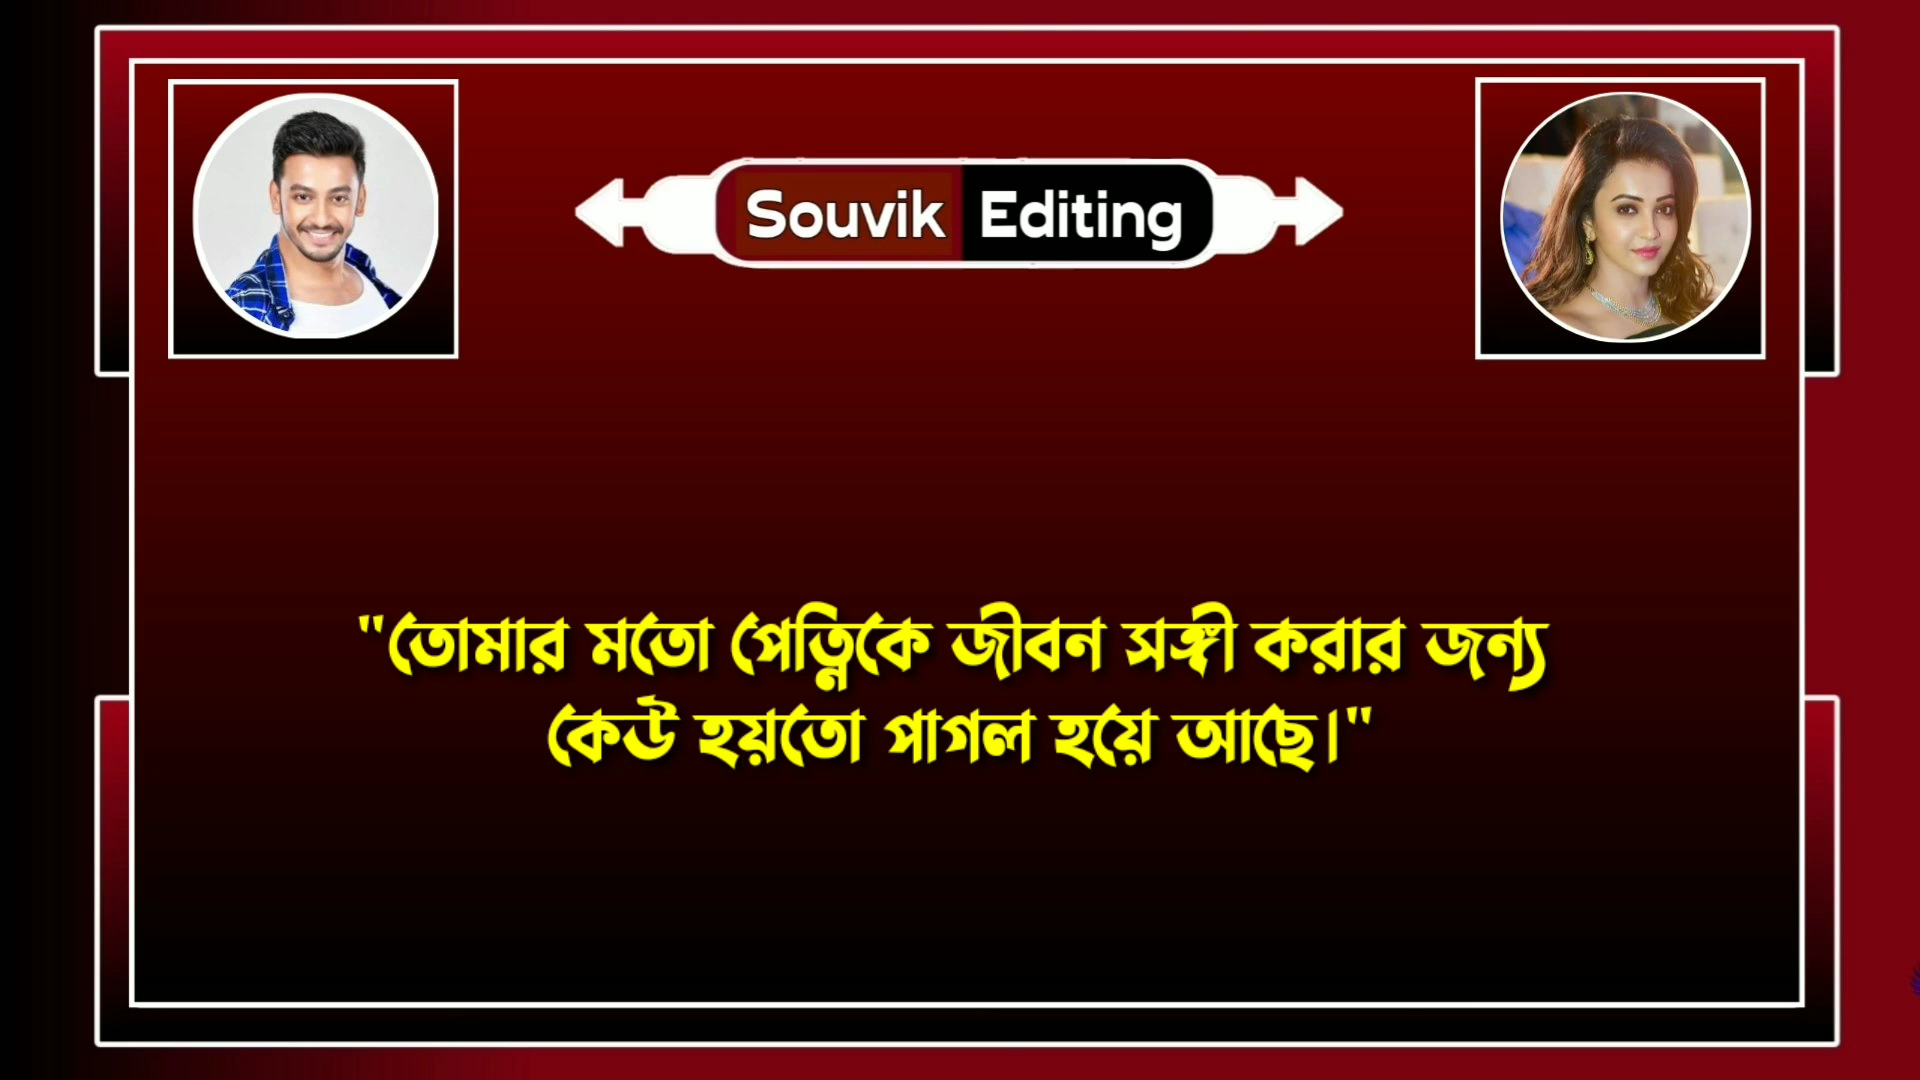 Souvik Editing
"তোমার মতো পেত্নিকে জীবন সঙ্গী করার জন্য
কেউ হয়তো পাগল হয়ে আছে।"